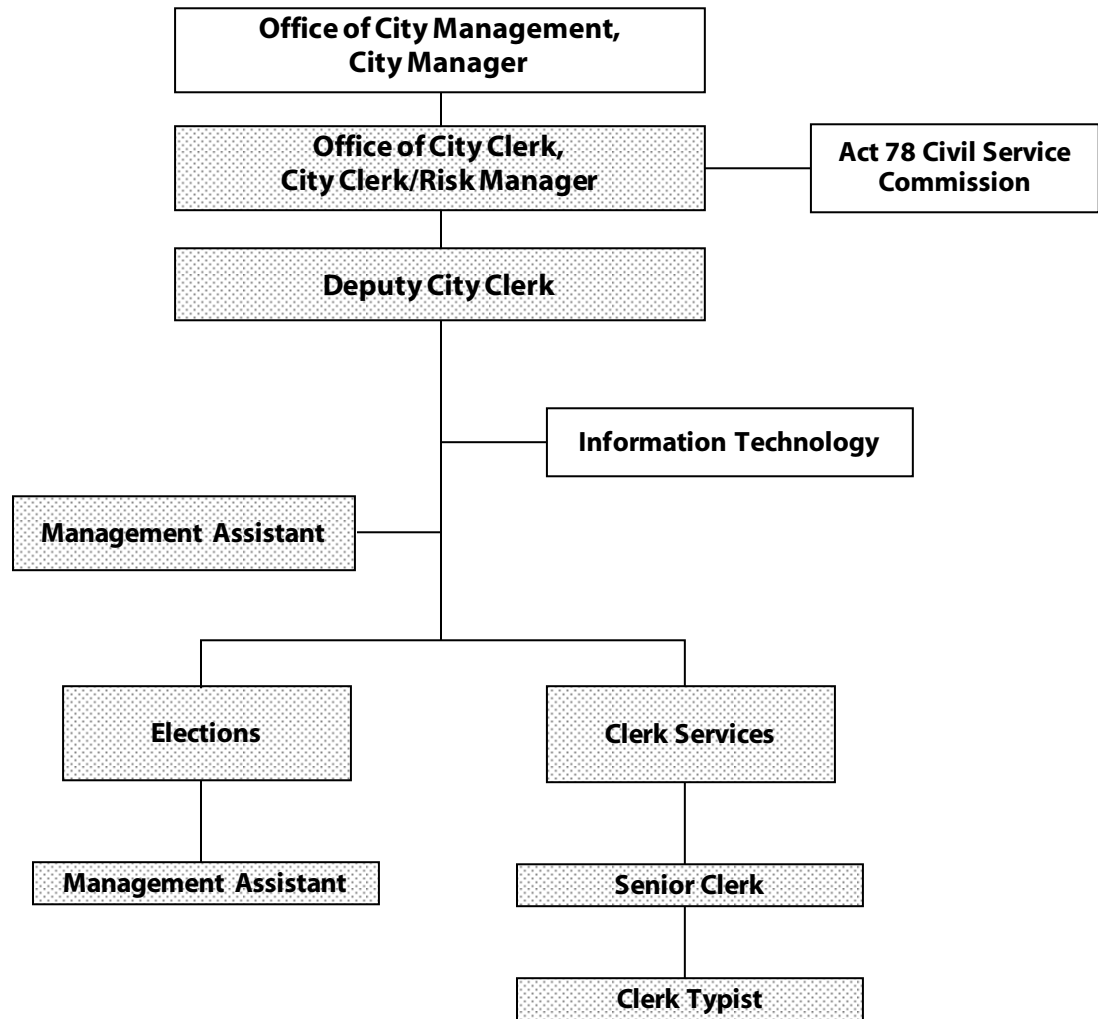 Office of City Management,
City Manager
Office of City Clerk,
City Clerk/Risk Manager
Act 78 Civil Service
Commission
Deputy City Clerk
Information Technology
Management Assistant
Elections
Clerk Services
Management Assistant
Senior Clerk
Clerk Typist